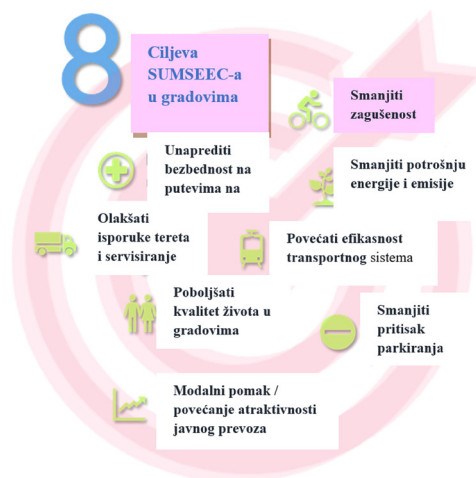 8
Ciljeva
SUMSEEC-a
u gradovima
Smanjiti
zagušenost
Unaprediti
bezbednost na
putevima na
Smanjiti potrošnju
energije i emisije
Olakšati
isporuke tereta
i servisiranje
Povećati efikasnost
transportnog sistema
Poboljšati
kvalitet života u
gradovima
Smanjiti
pritisak
parkiranja
Modalni pomak /
povećanje atraktivnosti
javnog prevoza